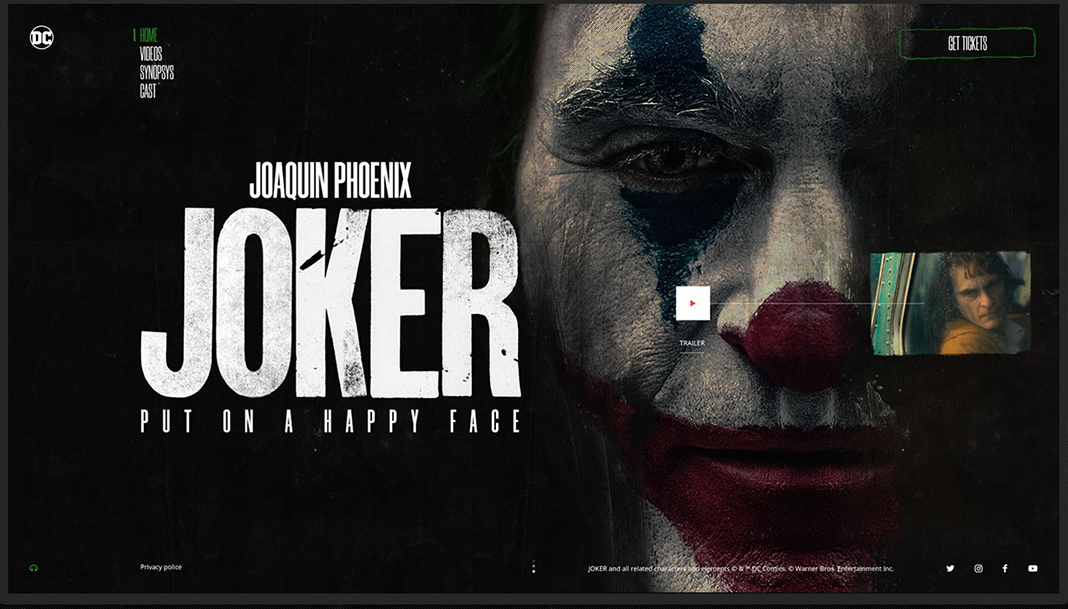 DC
HOME
VIDEOS
SYNOPSYS
CAST
GET TICKETS
JOAQUIN PHOENIX
JOKER
PUT ON A HAPPY FACE
TRAILER
Privacy police
JOKER and all related characters and elements © & ™ DC Comics. © Warner Bros. Entertainment Inc.